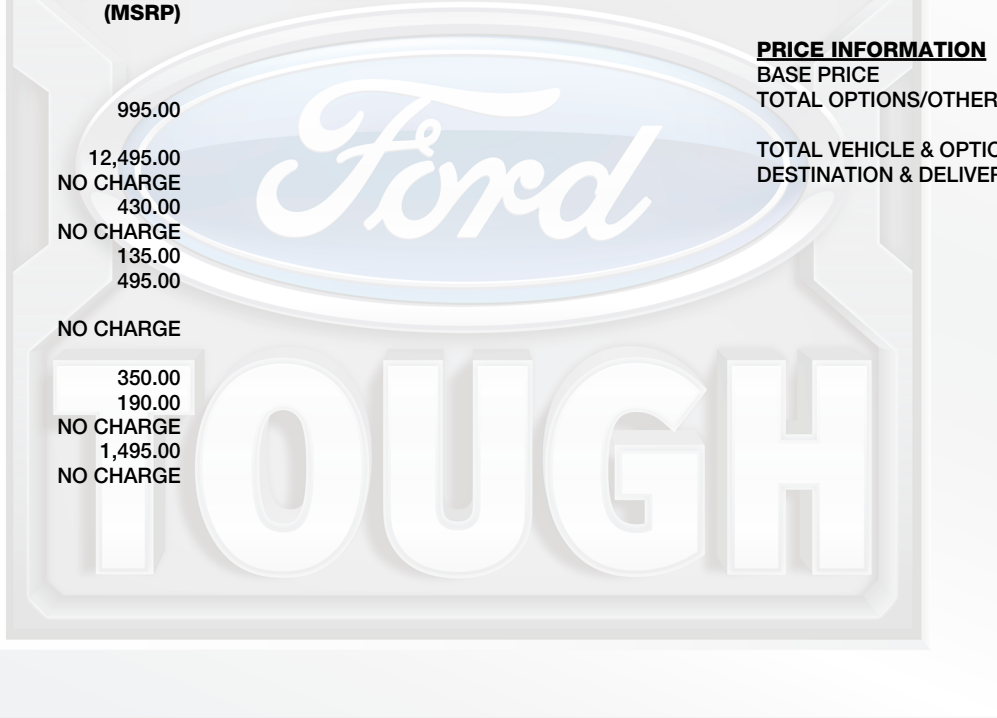 (MSRP)
995.00
12,495.00
NO CHARGE
430.00
NO CHARGE
135.00
495.00
NO CHARGE
350.00
190.00
NO CHARGE
1,495.00
NO CHARGE
PRICE INFORMATION
BASE PRICE
TOTAL OPTIONS/OTHER
TOTAL VEHICLE & OPTIO
DESTINATION & DELIVER
Ford
TOUGH